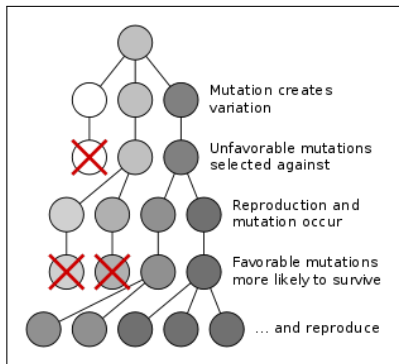 Mutation creates
variation
Unfavorable mutations
selected against
Reproduction and
mutation occur
Favorable mutations
more likely to survive
... and reproduce